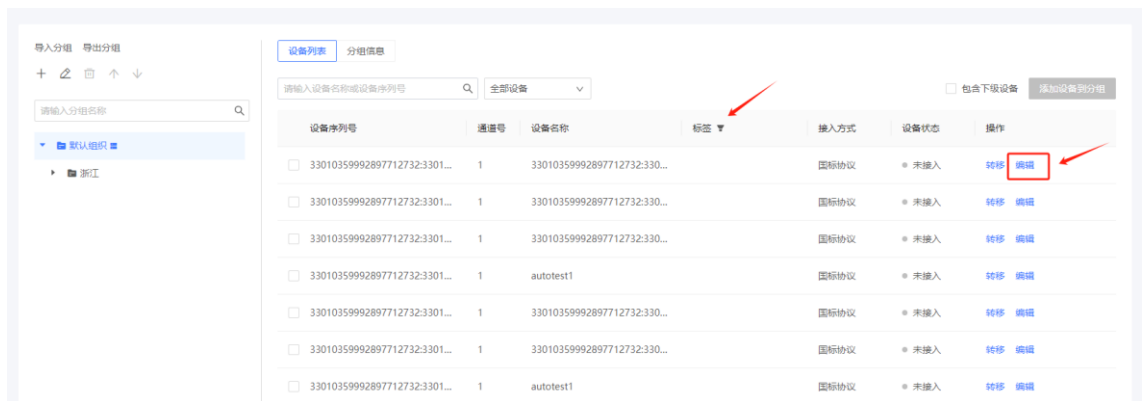 导入分组 导出分组
设备列表 分组信息
请输入设备名称或设备序列号 全部设备 包含下级设备 添加设备到分组
请输入分组名称
设备序列号 通道号 设备名称 标签 接入方式 设备状态 操作
默认组织
浙江
33010359992897712732:3301... 1 33010359992897712732:330... 国标协议 未接入 转移 编辑
33010359992897712732:3301... 1 33010359992897712732:330... 国标协议 未接入 转移 编辑
33010359992897712732:3301... 1 33010359992897712732:330... 国标协议 未接入 转移 编辑
33010359992897712732:3301... 1 autotest1 国标协议 未接入 转移 编辑
33010359992897712732:3301... 1 33010359992897712732:330... 国标协议 未接入 转移 编辑
33010359992897712732:3301... 1 33010359992897712732:330... 国标协议 未接入 转移 编辑
33010359992897712732:3301... 1 autotest1 国标协议 未接入 转移 编辑